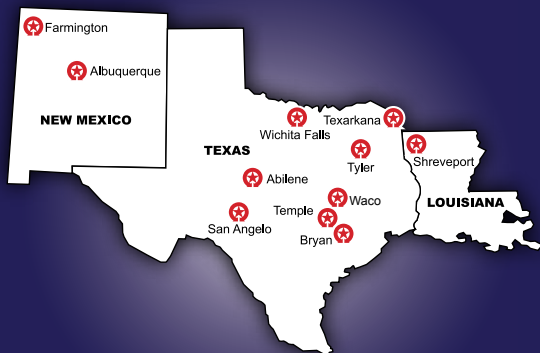 Farmington
Albuquerque
NEW MEXICO
Texarkana
Wichita Falls
TEXAS
Tyler
Shreveport
Abilene
Waco
LOUISIANA
Temple
San Angelo
Bryan